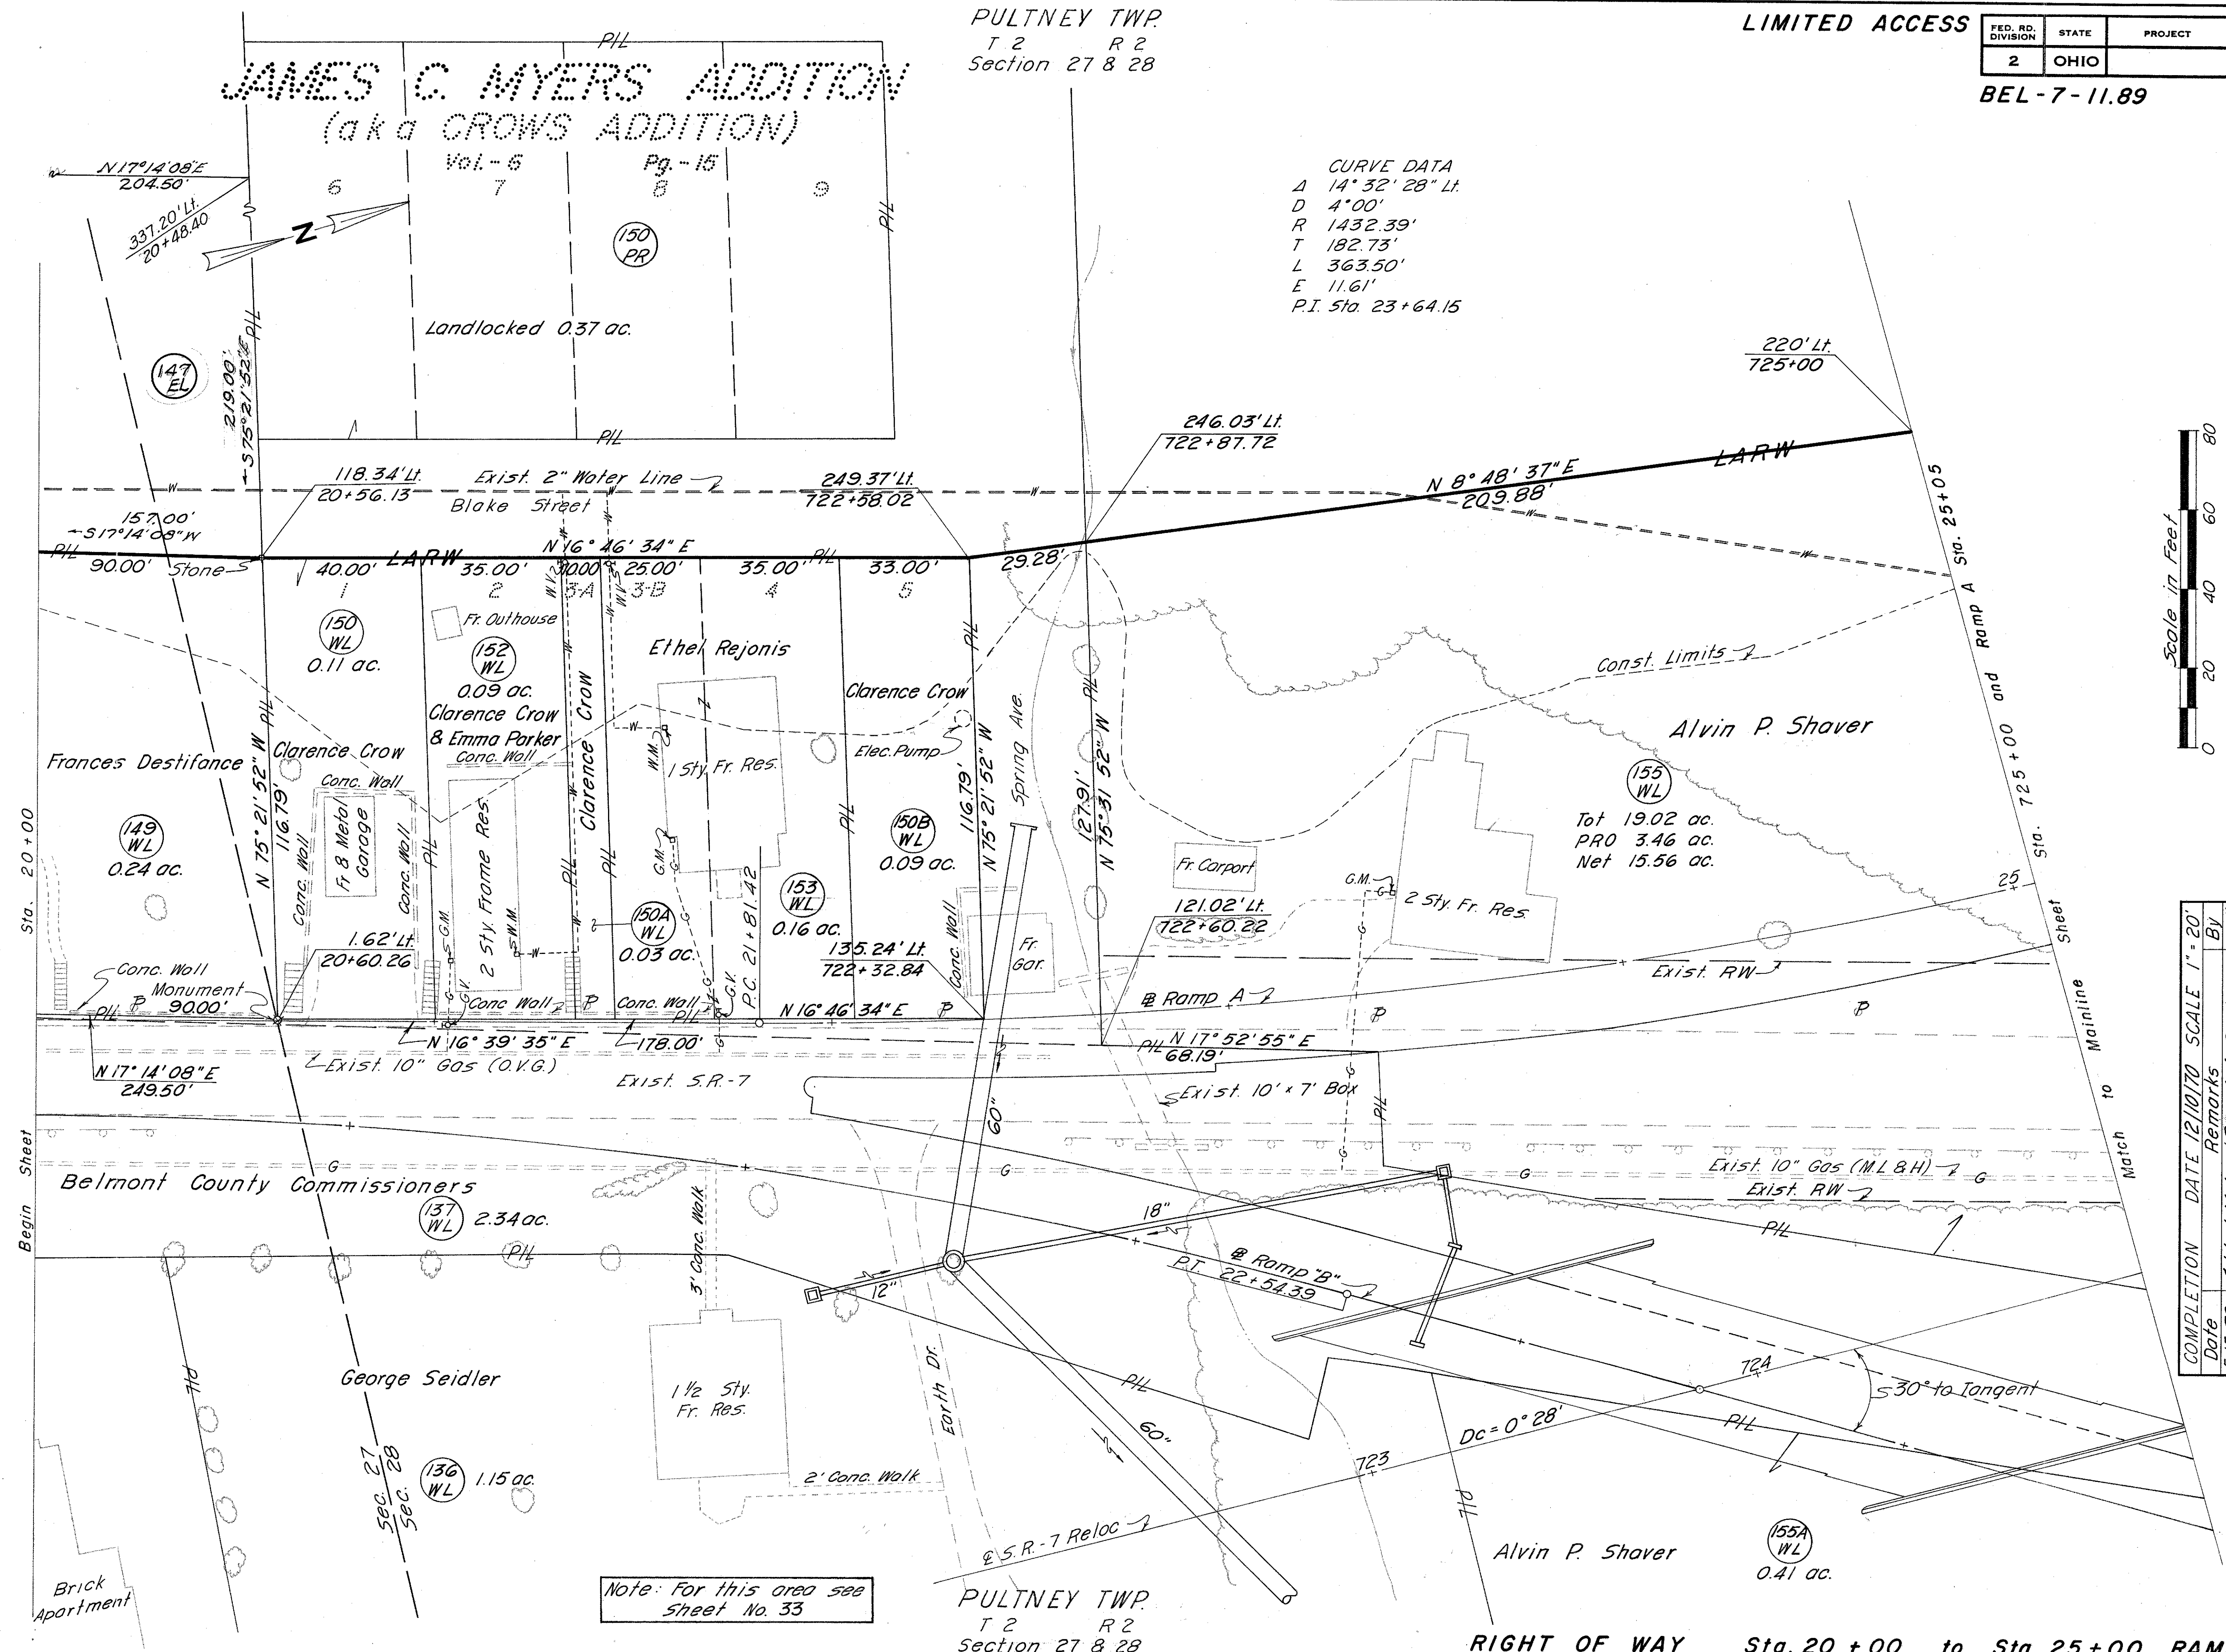 PULTNEY TWP.
T 2 R 2
Section 27 & 28
LIMITED ACCESS
FED. RD. DIVISION STATE PROJECT
2 OHIO
BEL-7-11.89
P/L
JAMES C. MYERS ADDITION
(aka CROWS ADDITION)
Vol.-6 Pg.-15
6 7 8 9
N 17°14'08"E
204.50'
337.20' Lt.
20+48.40
N
150
PR
P/L
Landlocked 0.37 ac.
147
EL
219.00'
S 75°21'52"E
P/L
P/L
CURVE DATA
Δ 14°32'28" Lt.
D 4°00'
R 1432.39'
T 182.73'
L 363.50'
E 11.61'
P.I. Sta. 23+64.15
220' Lt.
725+00
246.03' Lt.
722+87.72
118.34' Lt.
20+56.13
Exist. 2" Water Line
Blake Street
249.37' Lt.
722+58.02
N 8°48'37"E
209.88'
LARW
157.00'
S 17°14'08"W
P/L
90.00'
Stone
LARW
N 16°46'34"E
P/L
40.00' 35.00' 10.00' 25.00' 35.00' 33.00' 29.28'
1 2 3-A 3-B 4 5
W.V.
W.V.
150
WL
0.11 ac.
Fr. Outhouse
152
WL
0.09 ac.
Clarence Crow
& Emma Parker
Conc. Wall
Ethel Rejonis
Clarence Crow
Clarence Crow
Elec. Pump
Const. Limits
Alvin P. Shaver
155
WL
Tot 19.02 ac.
PRO 3.46 ac.
Net 15.56 ac.
Frances Destifance
Clarence Crow
Conc. Wall
149
WL
0.24 ac.
N 75°21'52" W
P/L
116.79'
Conc. Wall
Fr & Metal
Garage
Conc. Wall
P/L
2 Sty. Frame Res.
G.M.
W.M.
P/L
P/L
W.M.
1 Sty. Fr. Res.
G.M.
P/L
150B
WL
0.09 ac.
116.79'
N 75°21'52" W
P/L
Spring Ave.
127.91'
N 75°31'52" W
P/L
Fr. Carport
G.M.
2 Sty. Fr. Res.
25
Exist. RW
150A
WL
0.03 ac.
153
WL
0.16 ac.
P.C. 21+81.42
G.V.
G.V.
135.24' Lt.
722+32.84
Conc. Wall
Fr.
Gar.
121.02' Lt.
722+60.22
1.62' Lt.
20+60.26
Conc. Wall
Monument
90.00'
P/L
Conc. Wall
Conc. Wall
P/L
N 16°46'34"E
Ramp A
N 16°39'35"E
178.00'
P/L
N 17°52'55"E
68.19'
N 17°14'08"E
249.50'
Exist. 10" Gas (O.V.G.)
Exist. S.R.-7
Exist. 10' x 7' Box
P/L
60"
Sta. 20+00
Begin Sheet
Belmont County Commissioners
137
WL
2.34 ac.
P/L
3' Conc. Walk
Exist. 10" Gas (M.L.&H.)
Exist. RW
P/L
18"
12"
Ramp "B"
P.T. 22+54.39
George Seidler
1½ Sty.
Fr. Res.
Earth Dr.
P/L
60"
724
30° to Tangent
P/L
P/L
Dc=0°28'
723
Sec. 27
Sec. 28
136
WL
1.15 ac.
2' Conc. Walk
P/L
℄ S.R.-7 Reloc
Alvin P. Shaver
155A
WL
0.41 ac.
Brick
Apartment
Note: For this area see
Sheet No. 33
PULTNEY TWP.
T 2 R 2
Section 27 & 28
RIGHT OF WAY Sta. 20+00 to Sta. 25+00 RAM
Match to Mainline Sheet Sta. 725+00 and Ramp A Sta. 25+05
Scale in Feet
0 20 40 60 80
COMPLETION DATE 12/10/70 SCALE 1"=20'
Date Remarks By